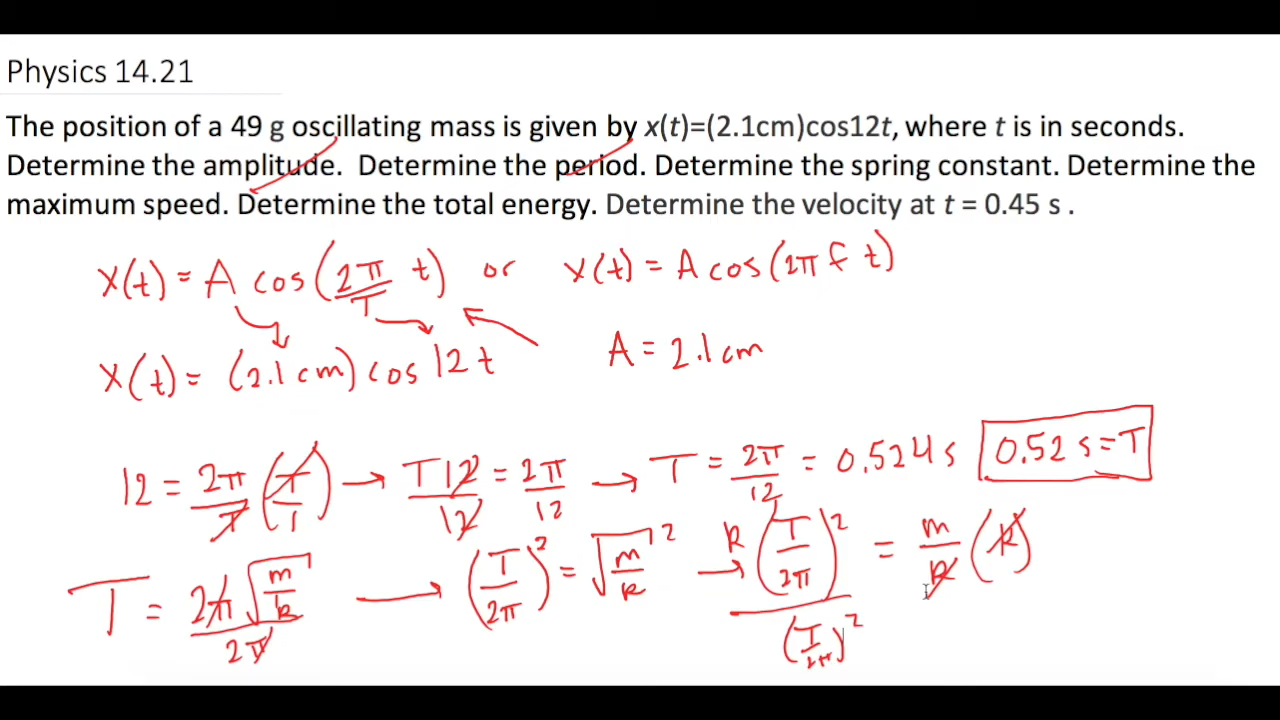 Physics 14.21
The position of a 49 g oscillating mass is given by x(t)=(2.1cm)cos12t, where t is in seconds.
Determine the amplitude. Determine the period. Determine the spring constant. Determine the
maximum speed. Determine the total energy. Determine the velocity at t = 0.45 s .
x(t) = A cos(2π/T t) or x(t) = A cos(2π f t)
x(t) = (2.1 cm) cos 12 t A = 2.1 cm
12 = 2π/T (T/1) → T12/12 = 2π/12 → T = 2π/12 = 0.524 s 0.52 s = T
T/2π = 2π√(m/k)/2π → (T/2π)² = √(m/k)² → k(T/2π)²/(T/2π)² = m/k (k)